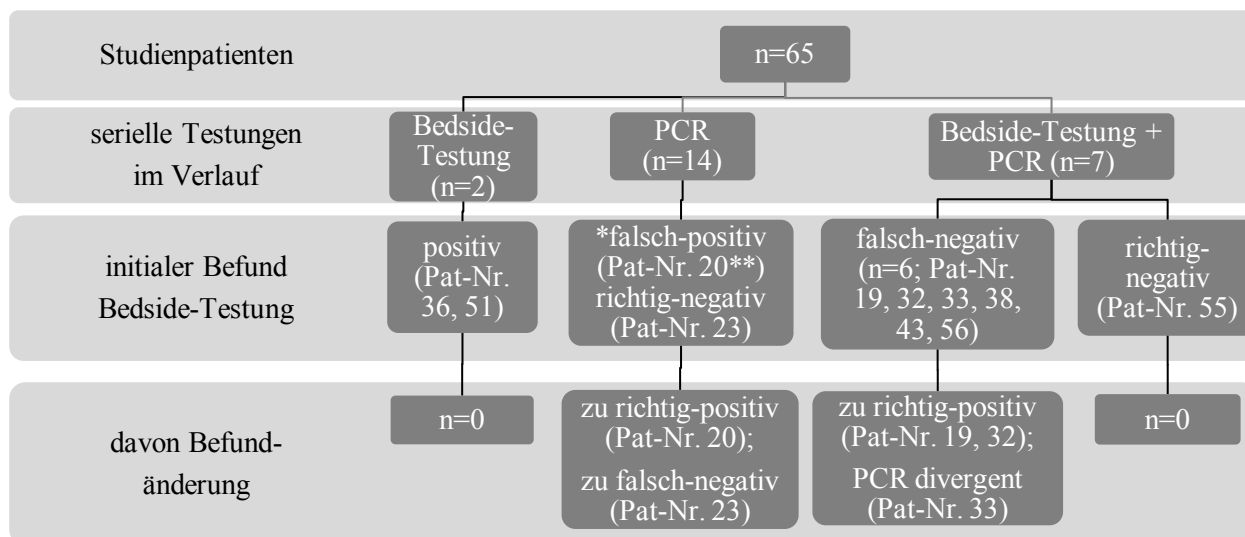 Studienpatienten
n=65
serielle Testungen
im Verlauf
Bedside-
Testung
(n=2)
PCR
(n=14)
Bedside-Testung +
PCR (n=7)
initialer Befund
Bedside-Testung
positiv
(Pat-Nr.
36, 51)
*falsch-positiv
(Pat-Nr. 20**)
richtig-negativ
(Pat-Nr. 23)
falsch-negativ
(n=6; Pat-Nr.
19, 32, 33, 38,
43, 56)
richtig-
negativ
(Pat-Nr. 55)
davon Befund-
änderung
n=0
zu richtig-positiv
(Pat-Nr. 20);
zu falsch-negativ
(Pat-Nr. 23)
zu richtig-positiv
(Pat-Nr. 19, 32);
PCR divergent
(Pat-Nr. 33)
n=0